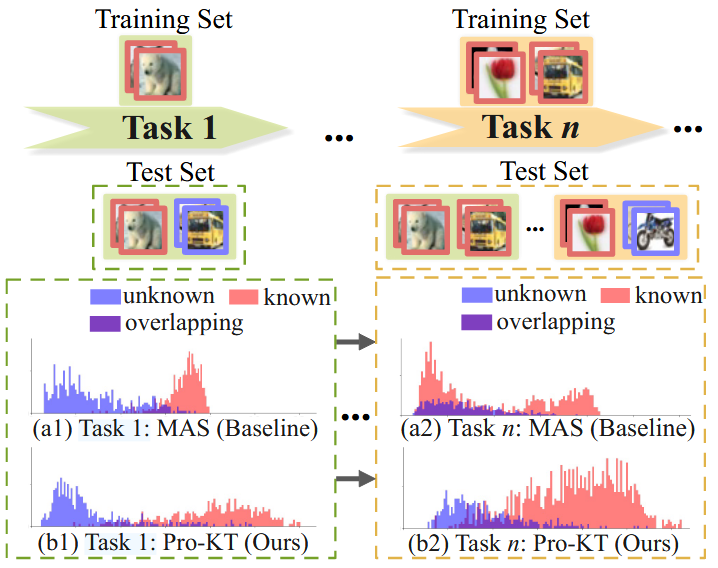 Training Set
Training Set
Task 1
...
Task n
...
Test Set
Test Set
...
unknown
known
overlapping
unknown
known
overlapping
(a1) Task 1: MAS (Baseline)
...
(a2) Task n: MAS (Baseline)
(b1) Task 1: Pro-KT (Ours)
(b2) Task n: Pro-KT (Ours)